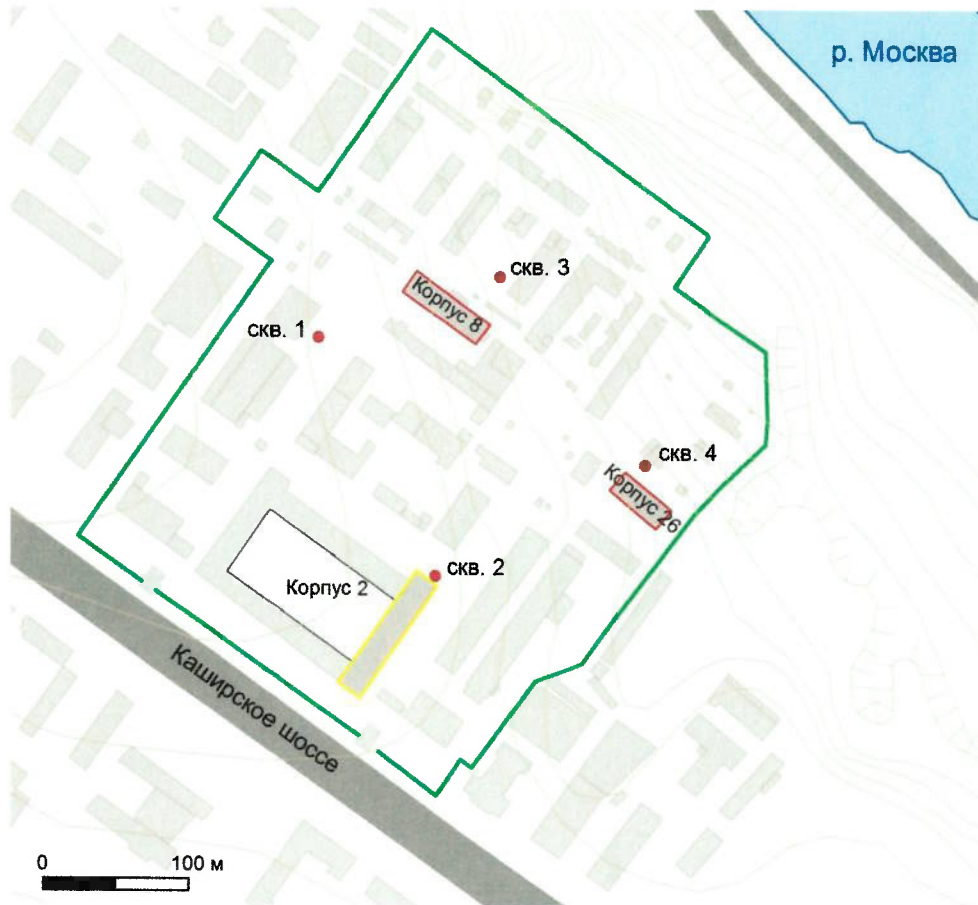 р. Москва
скв. 3
Корпус 8
скв. 1
скв. 4
Корпус 26
скв. 2
Корпус 2
Каширское шоссе
0 100 м